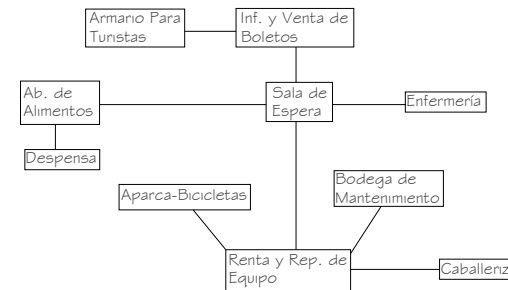 Armario Para
Turistas
Inf. y Venta de
Boletos
Ab. de
Alimentos
Sala de
Espera
Enfermería
Despensa
Aparca-Bicicletas
Bodega de
Mantenimiento
Renta y Rep. de
Equipo
Caballeriz